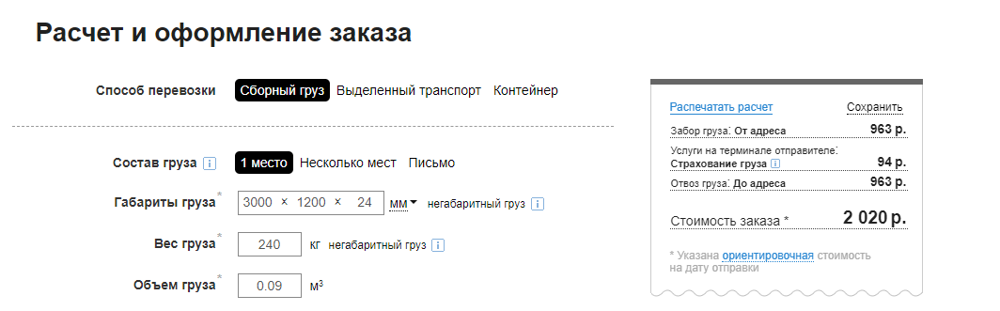 Расчет и оформление заказа
Способ перевозки Сборный груз Выделенный транспорт Контейнер
Состав груза i 1 место Несколько мест Письмо
Габариты груза* 3000 × 1200 × 24 мм негабаритный груз i
Вес груза* 240 кг негабаритный груз i
Объем груза* 0.09 м³
Распечатать расчет Сохранить
Забор груза: От адреса 963 р.
Услуги на терминале отправителе:
Страхование груза i 94 р.
Отвоз груза: До адреса 963 р.
Стоимость заказа * 2 020 р.
* Указана ориентировочная стоимость
на дату отправки